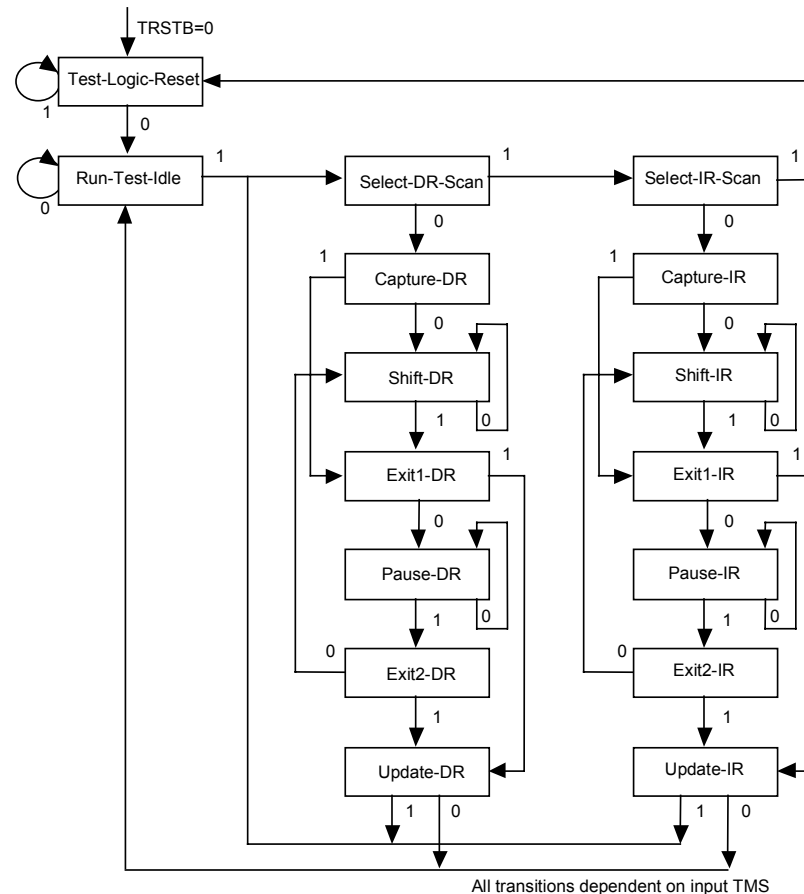 TRSTB=0
Test-Logic-Reset
1
0
Run-Test-Idle
1
Select-DR-Scan
1
Select-IR-Scan
1
0
0
0
1
Capture-DR
1
Capture-IR
0
0
Shift-DR
Shift-IR
1
0
1
0
Exit1-DR
1
Exit1-IR
1
0
0
Pause-DR
Pause-IR
1
0
1
0
0
Exit2-DR
0
Exit2-IR
1
1
Update-DR
Update-IR
1
0
1
0
All transitions dependent on input TMS